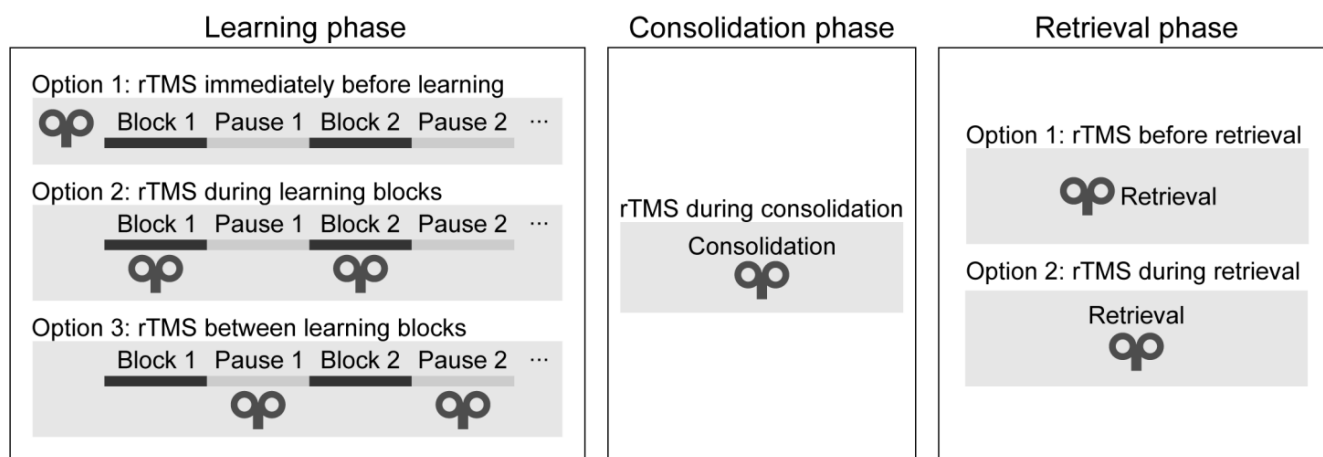 Learning phase
Option 1: rTMS immediately before learning
Block 1 Pause 1 Block 2 Pause 2 ...
Option 2: rTMS during learning blocks
Block 1 Pause 1 Block 2 Pause 2 ...
Option 3: rTMS between learning blocks
Block 1 Pause 1 Block 2 Pause 2 ...
Consolidation phase
rTMS during consolidation
Consolidation
Retrieval phase
Option 1: rTMS before retrieval
Retrieval
Option 2: rTMS during retrieval
Retrieval